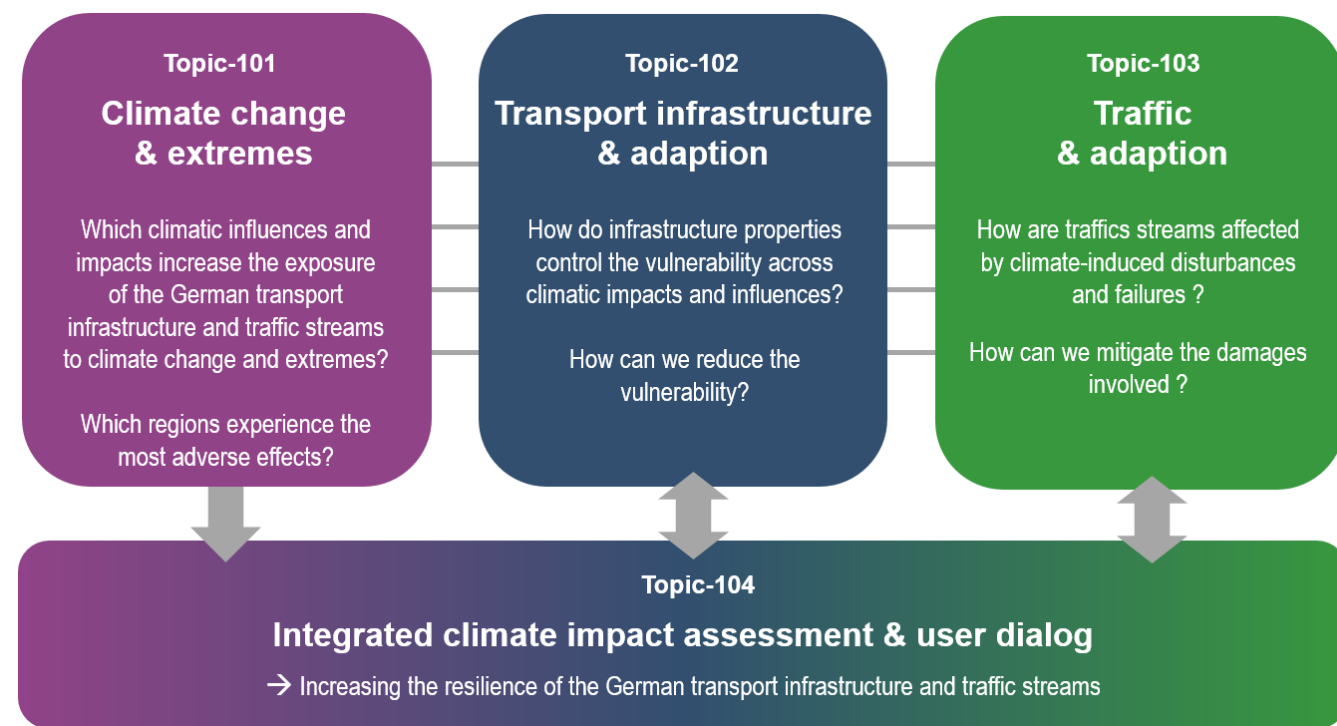 Topic-101
Climate change
& extremes
Which climatic influences and
impacts increase the exposure
of the German transport
infrastructure and traffic streams
to climate change and extremes?
Which regions experience the
most adverse effects?
Topic-102
Transport infrastructure
& adaption
How do infrastructure properties
control the vulnerability across
climatic impacts and influences?
How can we reduce the
vulnerability?
Topic-103
Traffic
& adaption
How are traffics streams affected
by climate-induced disturbances
and failures ?
How can we mitigate the damages
involved ?
Topic-104
Integrated climate impact assessment & user dialog
→ Increasing the resilience of the German transport infrastructure and traffic streams